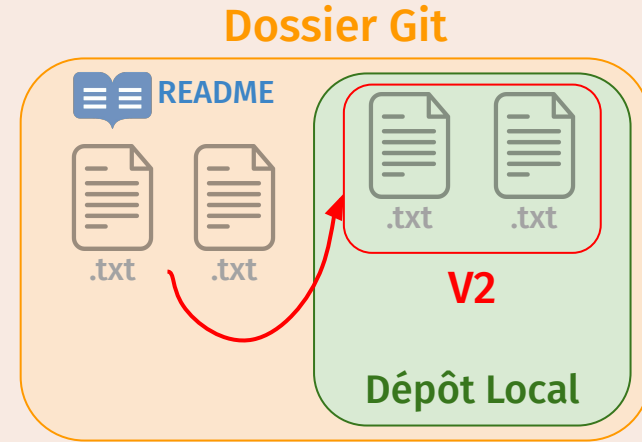 Dossier Git
README
.txt
.txt
.txt
.txt
V2
Dépôt Local